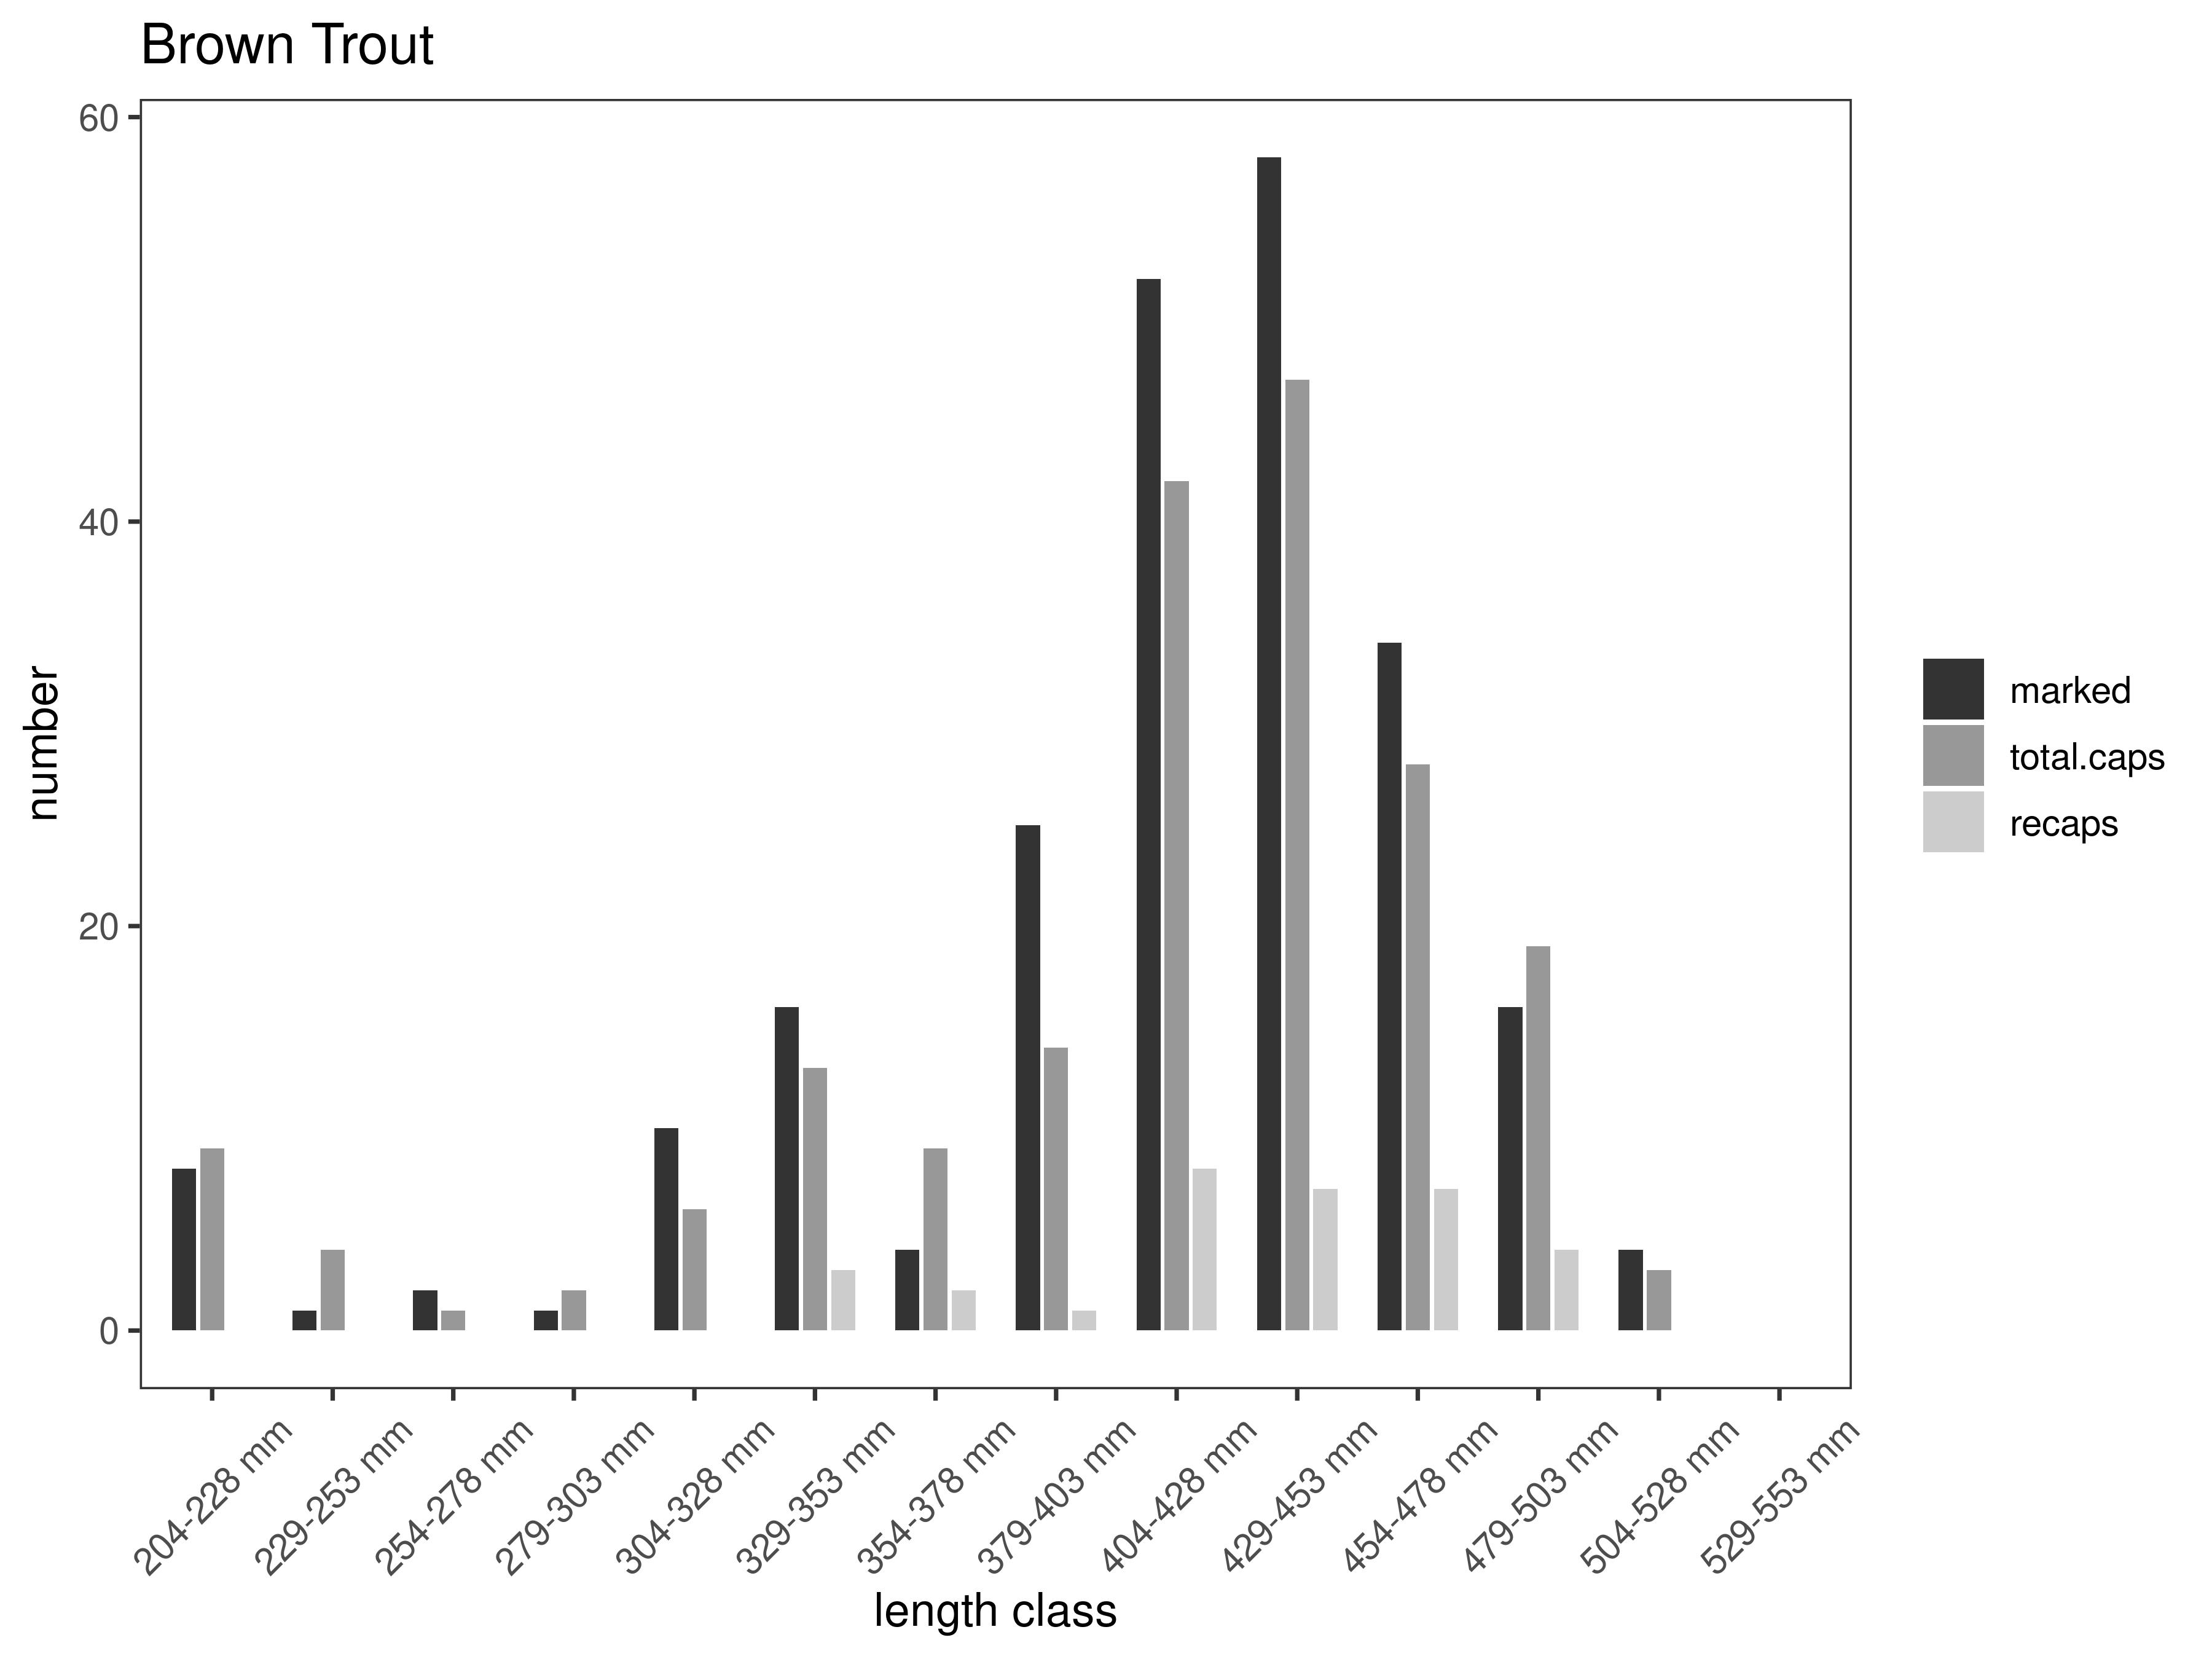 Brown Trout
60
40
20
0
number
204-228 mm
229-253 mm
254-278 mm
279-303 mm
304-328 mm
329-353 mm
354-378 mm
379-403 mm
404-428 mm
429-453 mm
454-478 mm
479-503 mm
504-528 mm
529-553 mm
length class
marked
total.caps
recaps